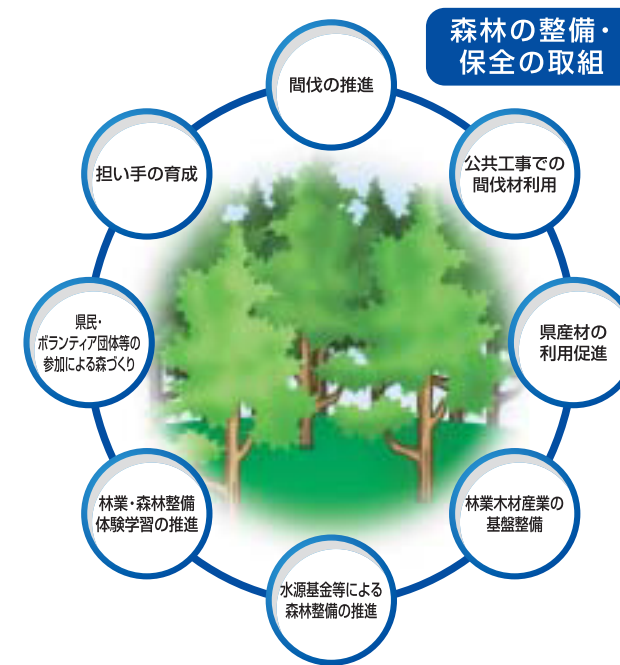 森林の整備・
保全の取組
間伐の推進
公共工事での
間伐材利用
県産材の
利用促進
林業木材産業の
基盤整備
水源基金等による
森林整備の推進
林業・森林整備
体験学習の推進
県民・
ボランティア団体等の
参加による森づくり
担い手の育成